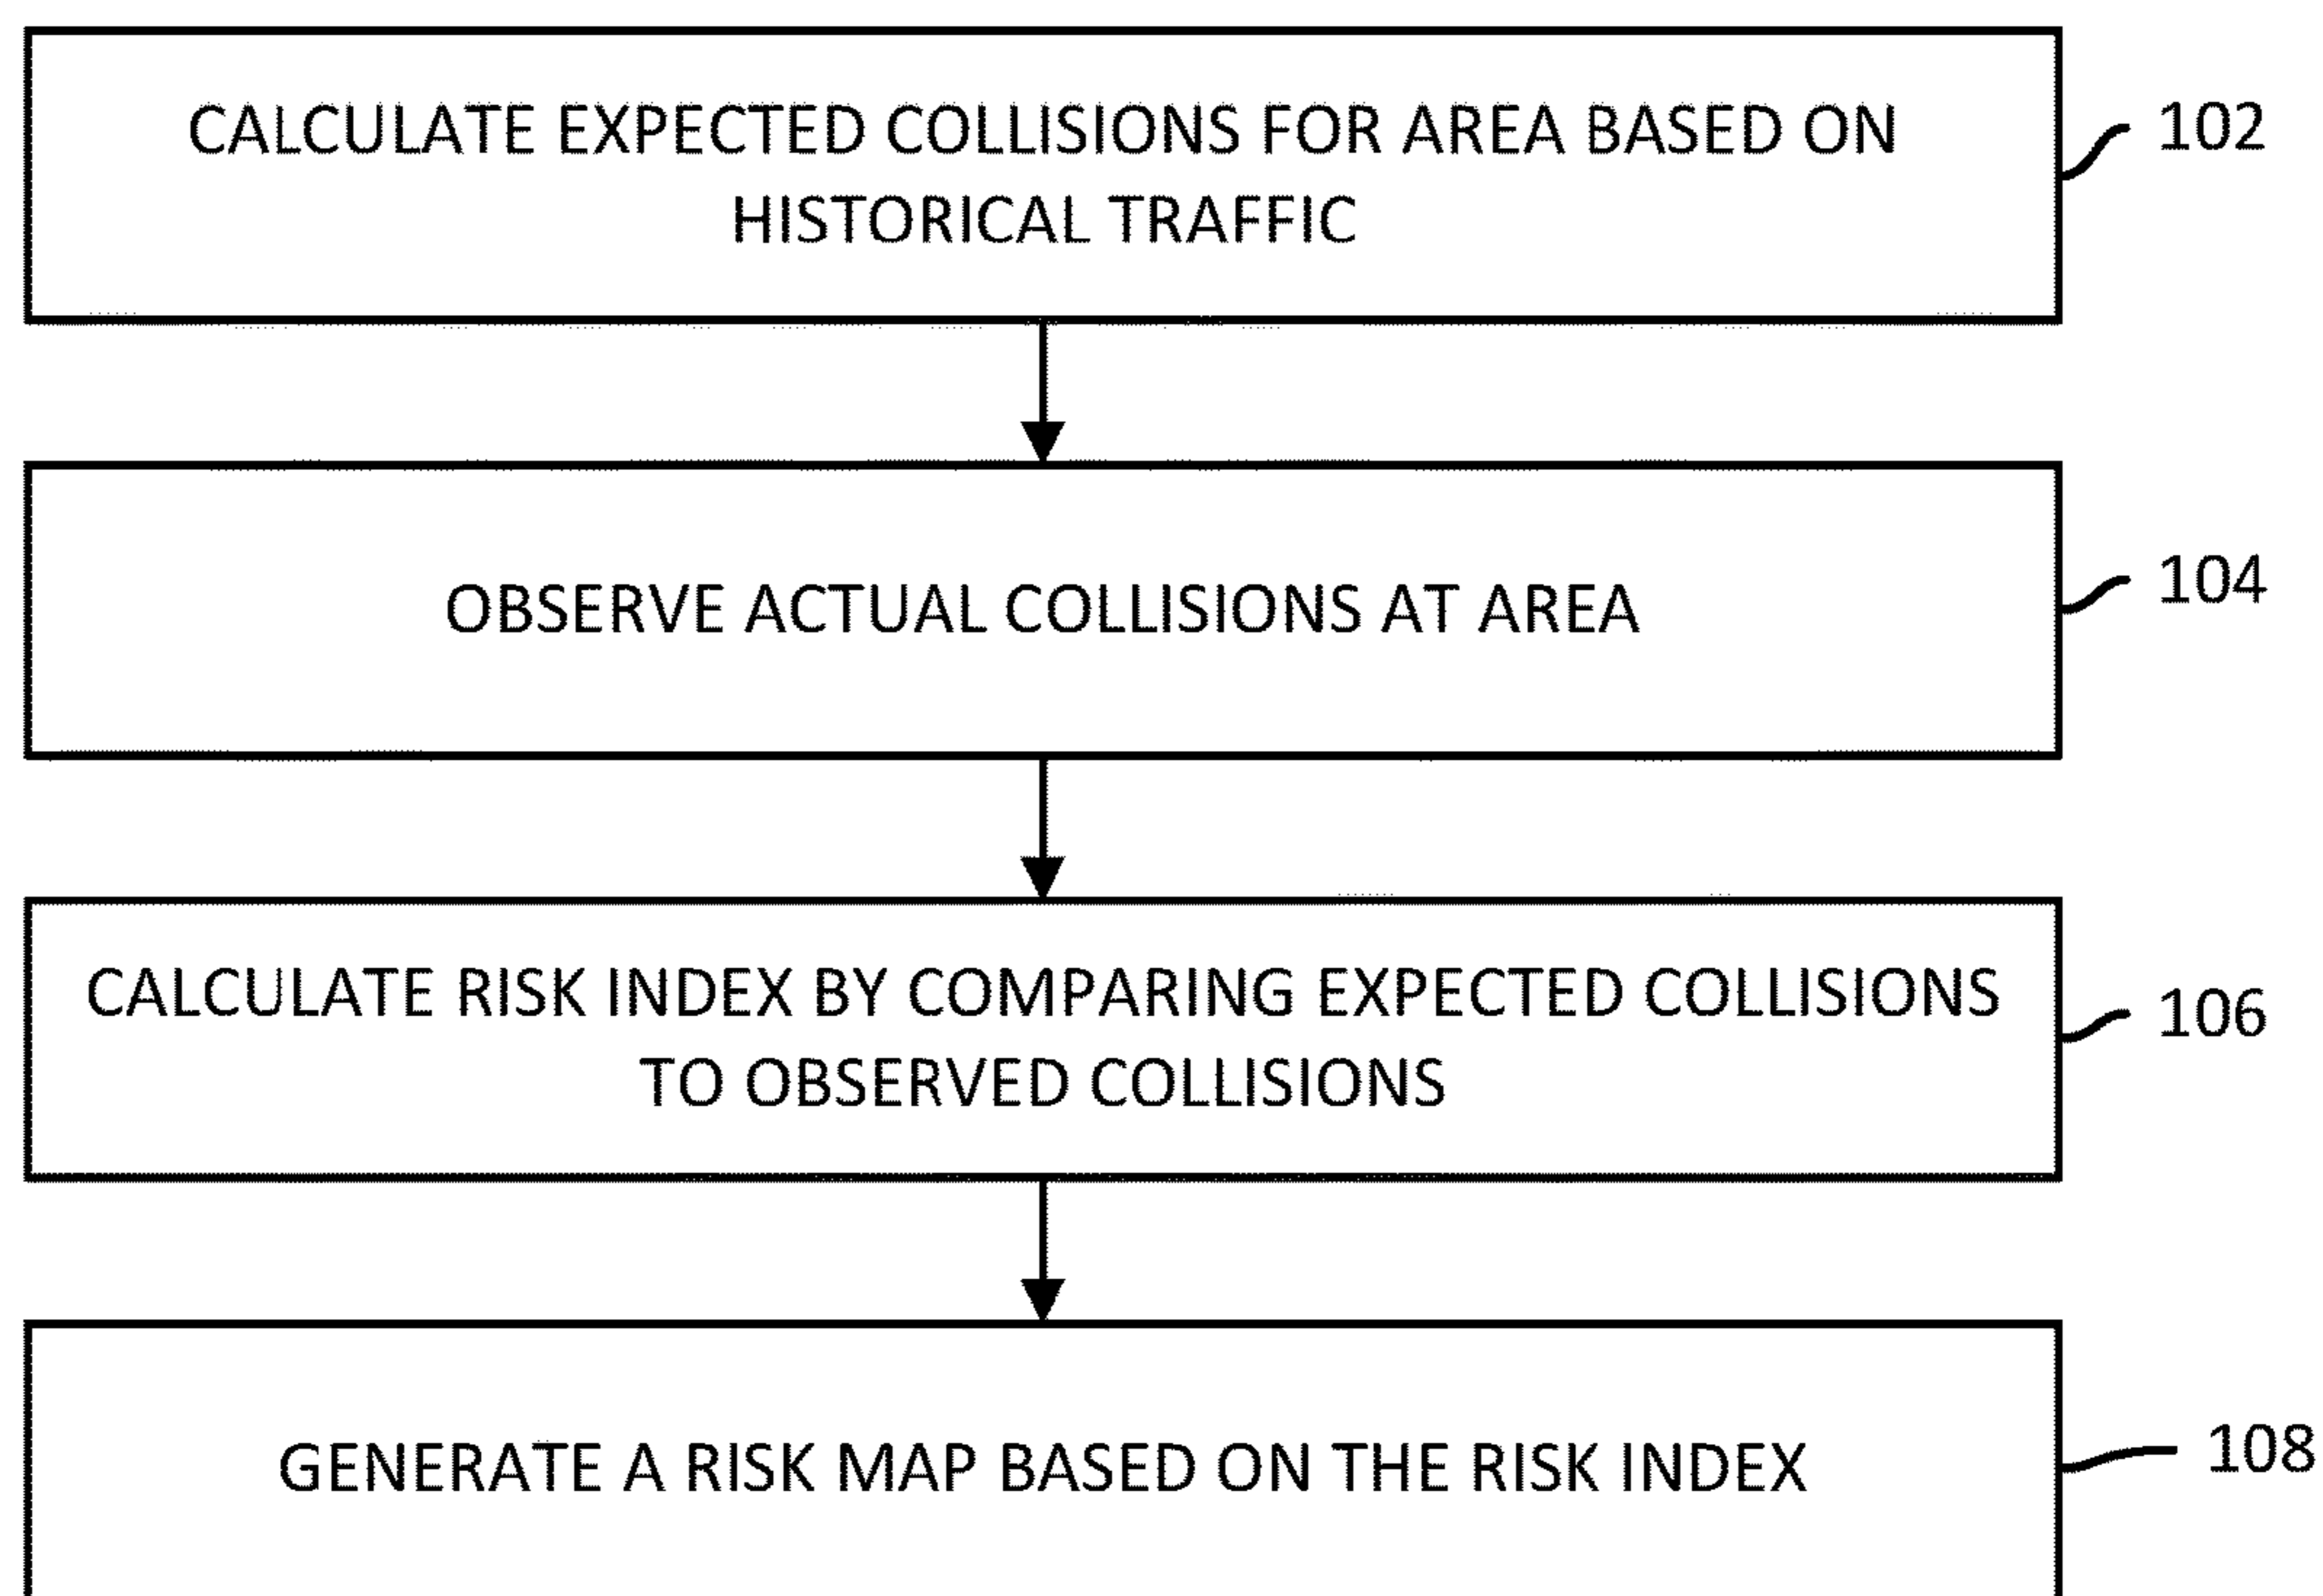 CALCULATE EXPECTED COLLISIONS FOR AREA BASED ON
HISTORICAL TRAFFIC
102
OBSERVE ACTUAL COLLISIONS AT AREA
104
CALCULATE RISK INDEX BY COMPARING EXPECTED COLLISIONS
TO OBSERVED COLLISIONS
106
GENERATE A RISK MAP BASED ON THE RISK INDEX
108